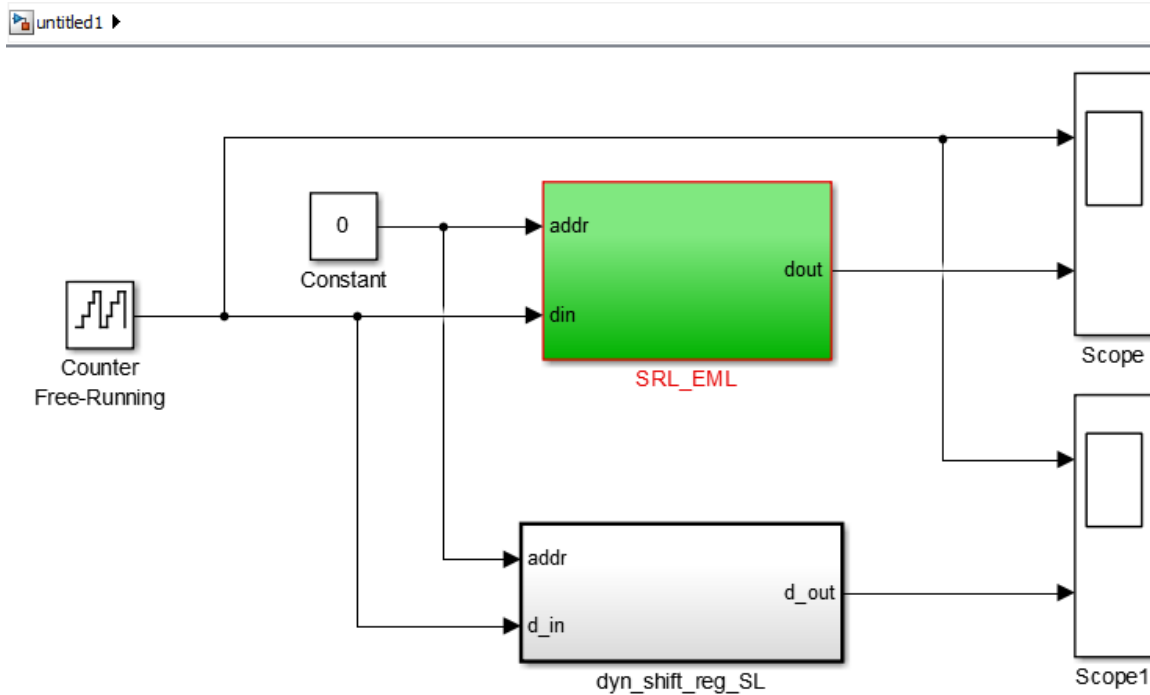 untitled1
0
Constant
addr
din
dout
SRL_EML
Counter
Free-Running
Scope
addr
d_in
d_out
dyn_shift_reg_SL
Scope1